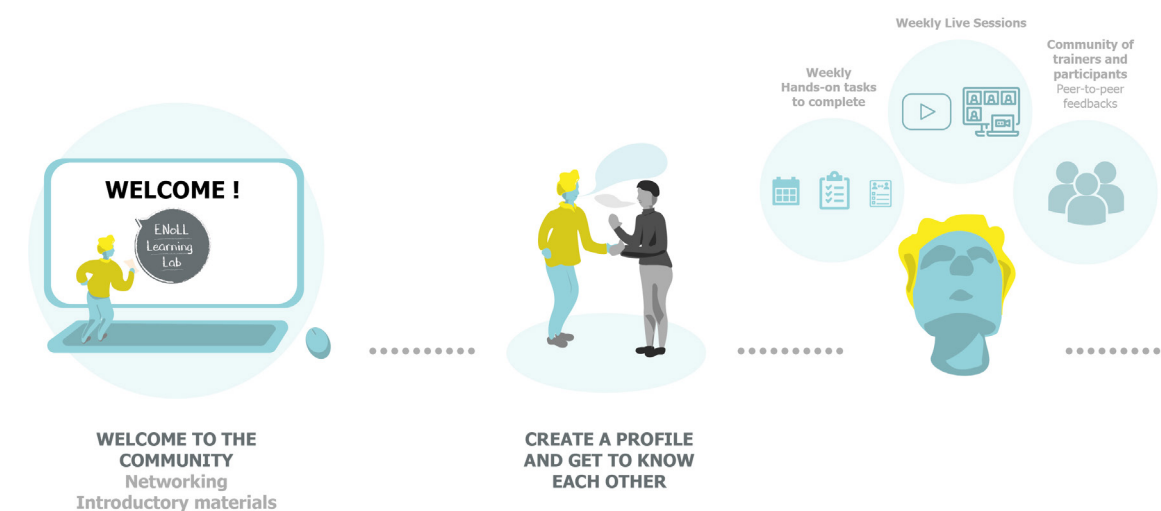 WELCOME !
ENoLL
Learning
Lab
WELCOME TO THE
COMMUNITY
Networking
Introductory materials
CREATE A PROFILE
AND GET TO KNOW
EACH OTHER
Weekly
Hands-on tasks
to complete
Weekly Live Sessions
Community of
trainers and
participants
Peer-to-peer
feedbacks